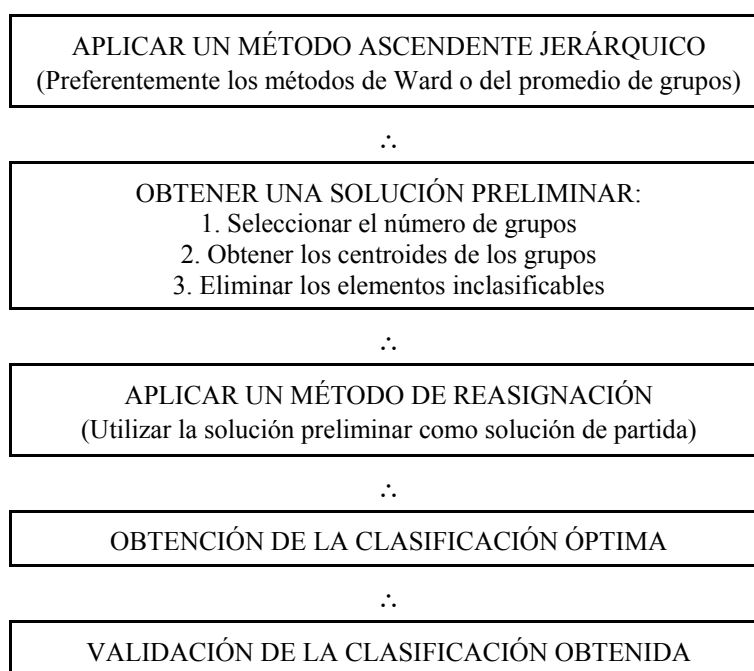 APLICAR UN MÉTODO ASCENDENTE JERÁRQUICO
(Preferentemente los métodos de Ward o del promedio de grupos)
∴
OBTENER UNA SOLUCIÓN PRELIMINAR:
1. Seleccionar el número de grupos
2. Obtener los centroides de los grupos
3. Eliminar los elementos inclasificables
∴
APLICAR UN MÉTODO DE REASIGNACIÓN
(Utilizar la solución preliminar como solución de partida)
∴
OBTENCIÓN DE LA CLASIFICACIÓN ÓPTIMA
∴
VALIDACIÓN DE LA CLASIFICACIÓN OBTENIDA